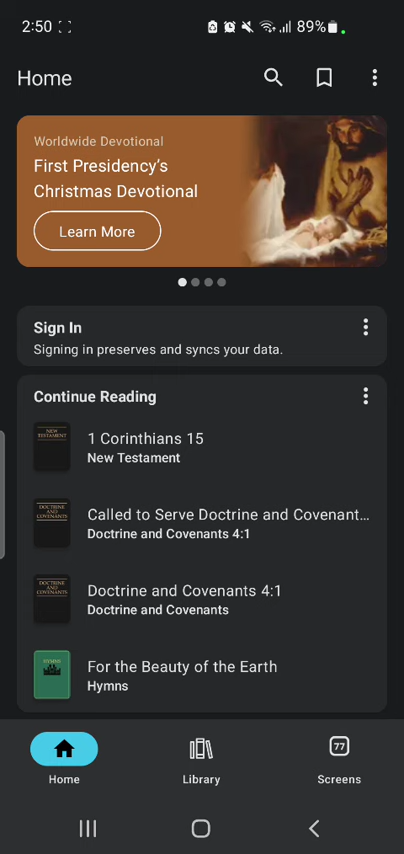 2:50
89%
Home
Worldwide Devotional
First Presidency's
Christmas Devotional
Learn More
Sign In
Signing in preserves and syncs your data.
Continue Reading
NEW
TESTAMENT
1 Corinthians 15
New Testament
DOCTRINE
AND
COVENANTS
Called to Serve Doctrine and Covenant...
Doctrine and Covenants 4:1
DOCTRINE
AND
COVENANTS
Doctrine and Covenants 4:1
Doctrine and Covenants
HYMNS
For the Beauty of the Earth
Hymns
77
Home
Library
Screens